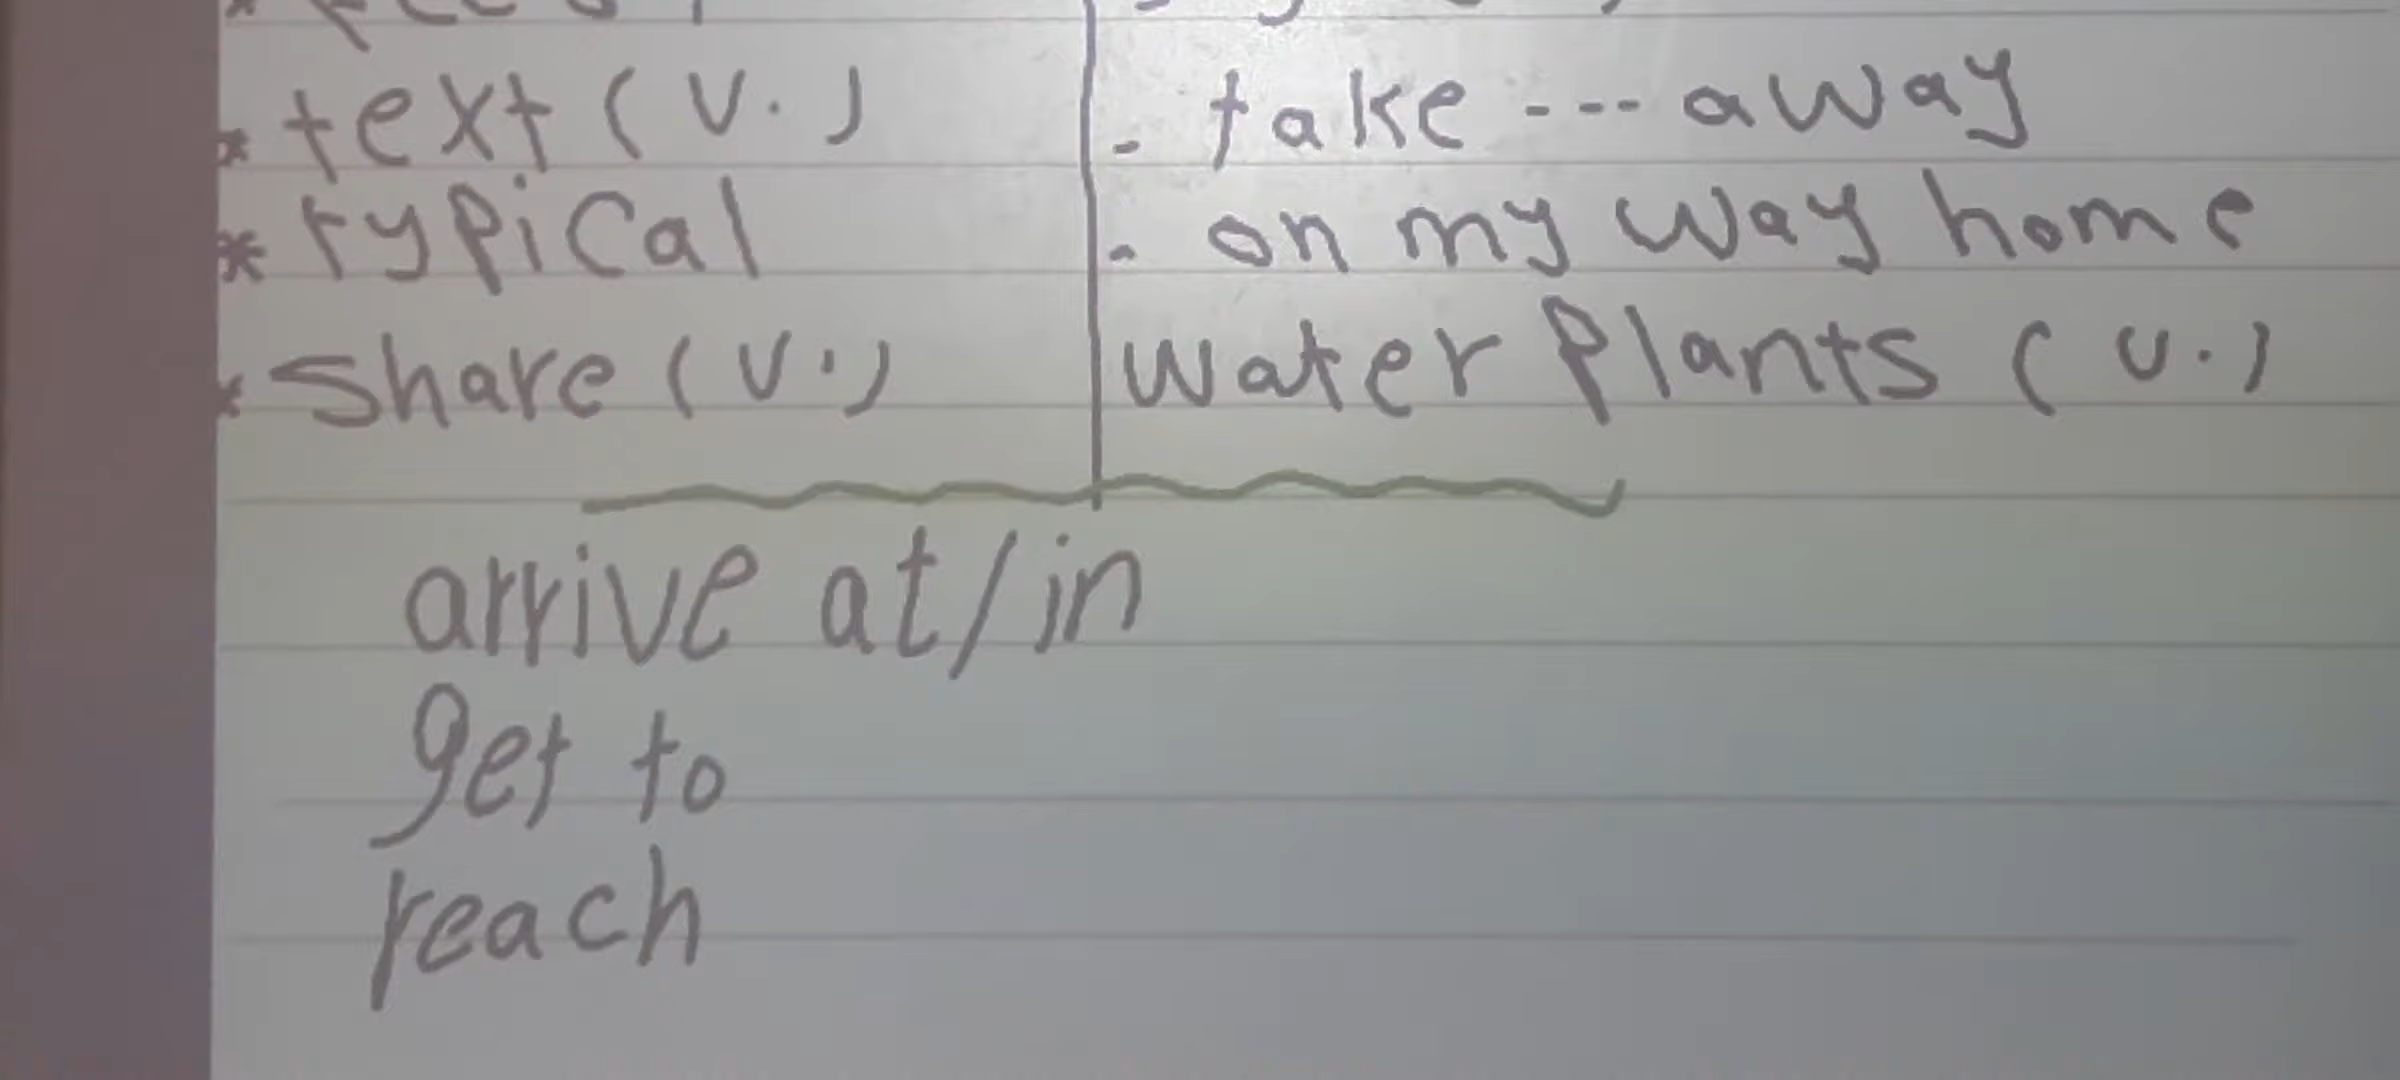 * text (v.)
* typical
* share (v.)
- take --- away
- on my way home
water plants (v.)
arrive at/in
get to
reach